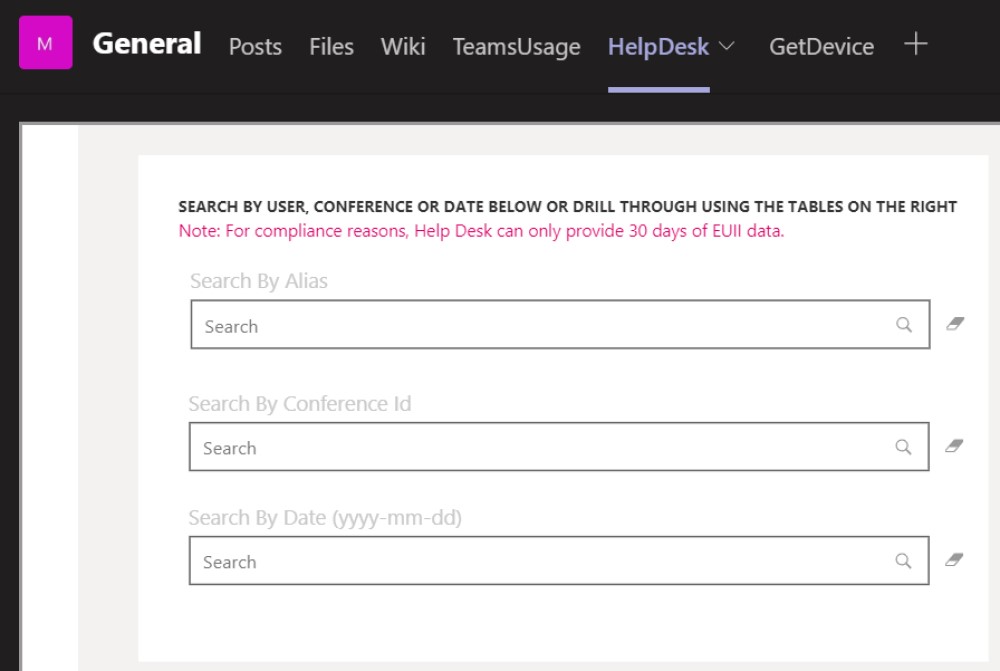 M General Posts Files Wiki TeamsUsage HelpDesk GetDevice
SEARCH BY USER, CONFERENCE OR DATE BELOW OR DRILL THROUGH USING THE TABLES ON THE RIGHT
Note: For compliance reasons, Help Desk can only provide 30 days of EUII data.
Search By Alias
Search
Search By Conference Id
Search
Search By Date (yyyy-mm-dd)
Search